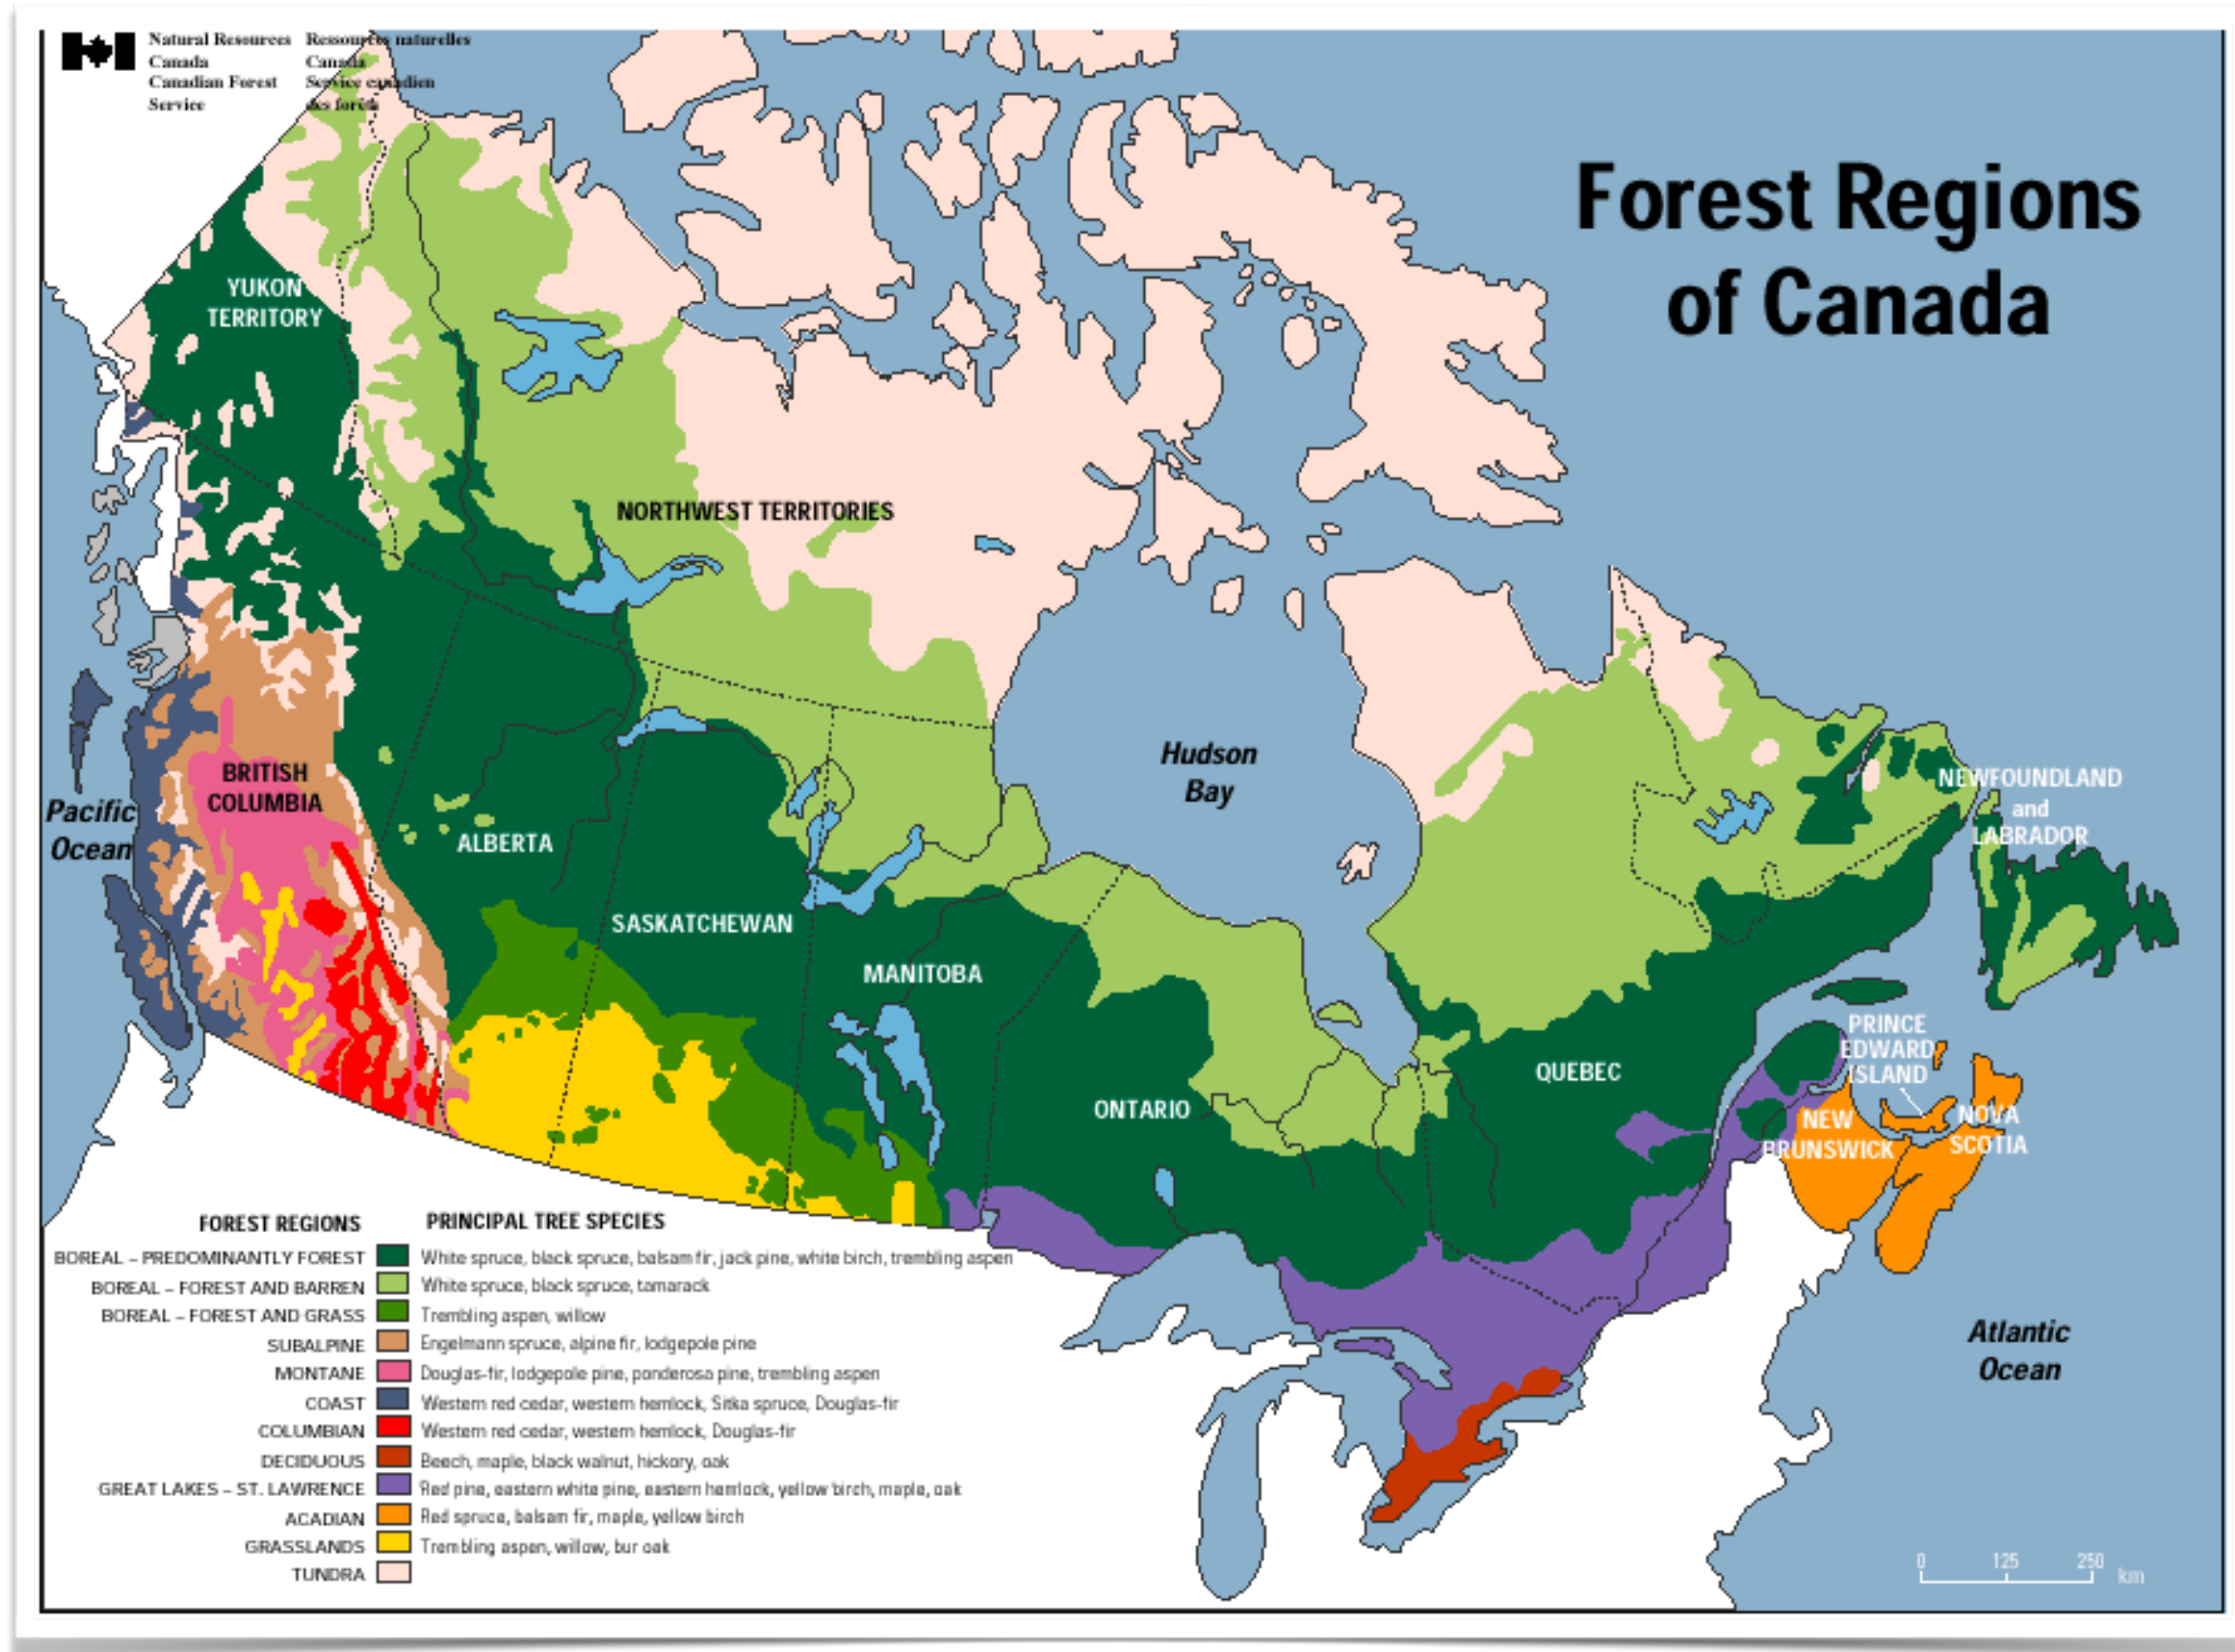 Natural Resources Ressources naturelles
Canada Canada
Canadian Forest Service canadien
Service des forêts
Forest Regions
of Canada
YUKON
TERRITORY
NORTHWEST TERRITORIES
Hudson
Bay
BRITISH
COLUMBIA
NEWFOUNDLAND
and
LABRADOR
Pacific
Ocean
ALBERTA
SASKATCHEWAN
MANITOBA
PRINCE
EDWARD
ISLAND
QUEBEC
ONTARIO
NEW
BRUNSWICK
NOVA
SCOTIA
Atlantic
Ocean
FOREST REGIONS PRINCIPAL TREE SPECIES
BOREAL – PREDOMINANTLY FOREST White spruce, black spruce, balsam fir, jack pine, white birch, trembling aspen
BOREAL – FOREST AND BARREN White spruce, black spruce, tamarack
BOREAL – FOREST AND GRASS Trembling aspen, willow
SUBALPINE Engelmann spruce, alpine fir, lodgepole pine
MONTANE Douglas-fir, lodgepole pine, ponderosa pine, trembling aspen
COAST Western red cedar, western hemlock, Sitka spruce, Douglas-fir
COLUMBIAN Western red cedar, western hemlock, Douglas-fir
DECIDUOUS Beech, maple, black walnut, hickory, oak
GREAT LAKES – ST. LAWRENCE Red pine, eastern white pine, eastern hemlock, yellow birch, maple, oak
ACADIAN Red spruce, balsam fir, maple, yellow birch
GRASSLANDS Trembling aspen, willow, bur oak
TUNDRA
0 125 250
km